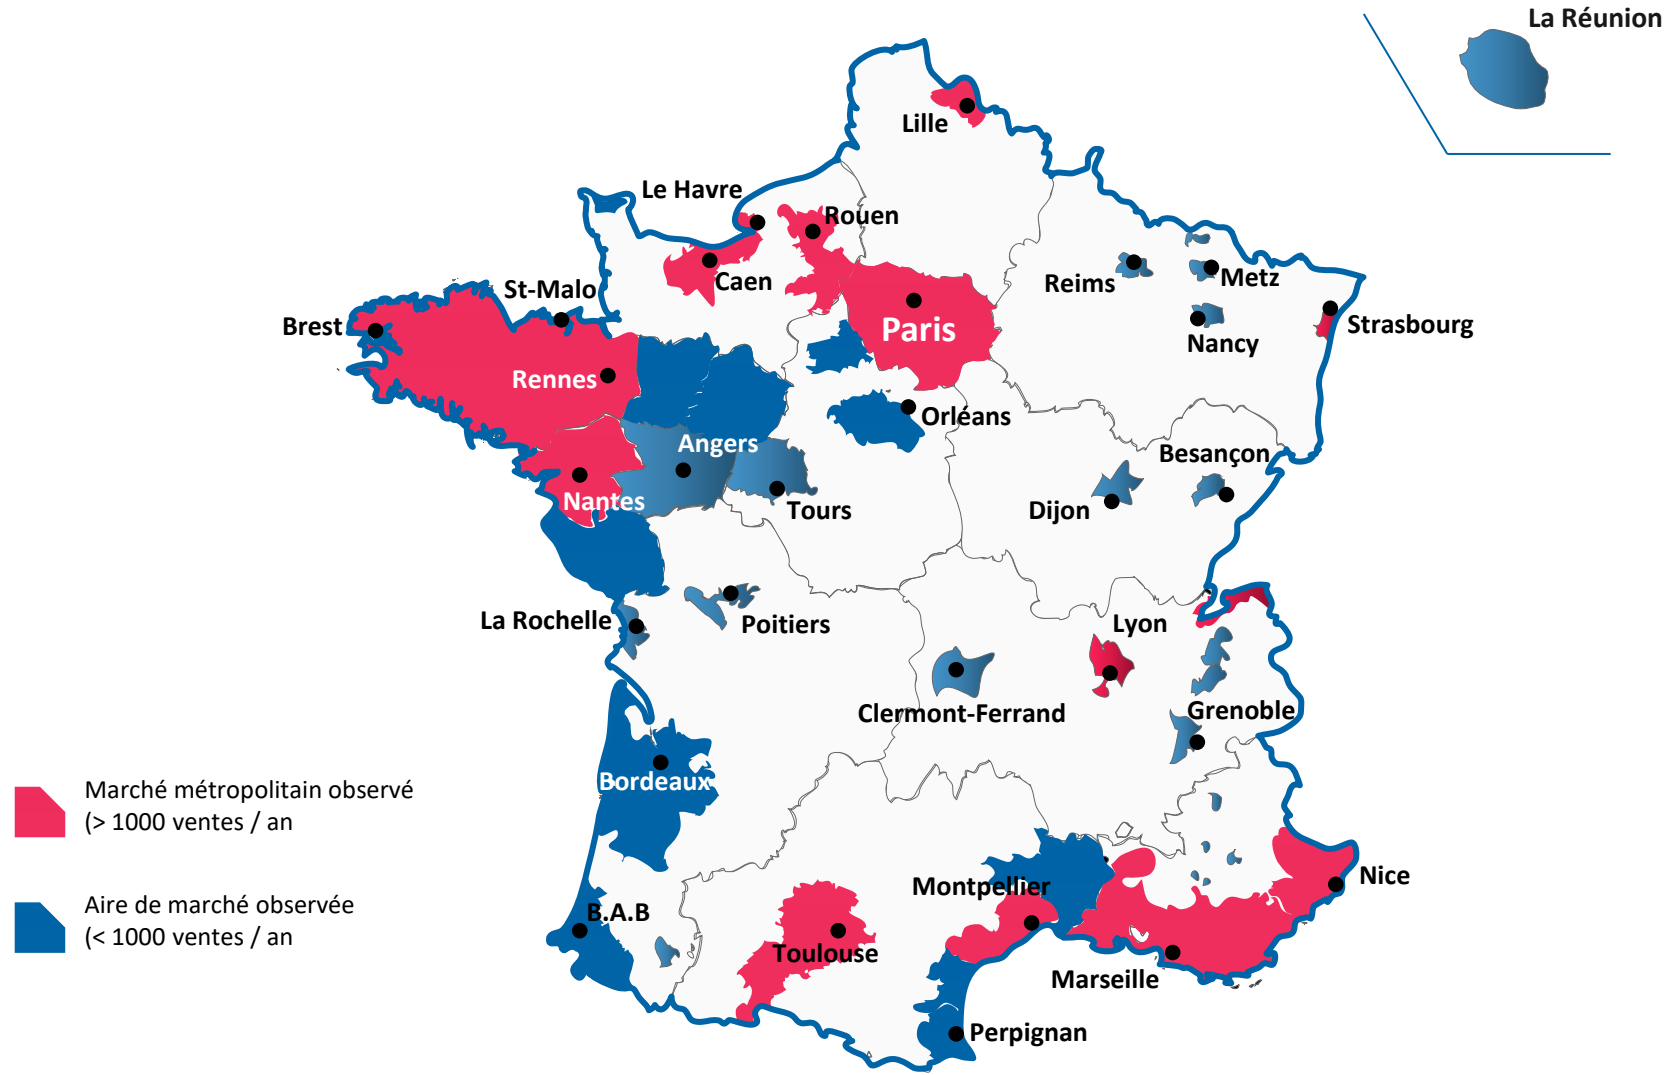 La Réunion
Lille
Le Havre
Rouen
Caen
Reims
Metz
St-Malo
Brest
Paris
Strasbourg
Nancy
Rennes
Orléans
Angers
Besançon
Nantes
Tours
Dijon
La Rochelle
Poitiers
Lyon
Clermont-Ferrand
Grenoble
Bordeaux
Marché métropolitain observé
(> 1000 ventes / an
Montpellier
Nice
Aire de marché observée
(< 1000 ventes / an
B.A.B
Toulouse
Marseille
Perpignan